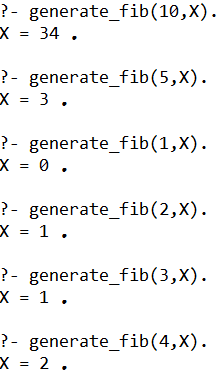 ?- generate_fib(10,X).
X = 34 .
?- generate_fib(5,X).
X = 3 .
?- generate_fib(1,X).
X = 0 .
?- generate_fib(2,X).
X = 1 .
?- generate_fib(3,X).
X = 1 .
?- generate_fib(4,X).
X = 2 .